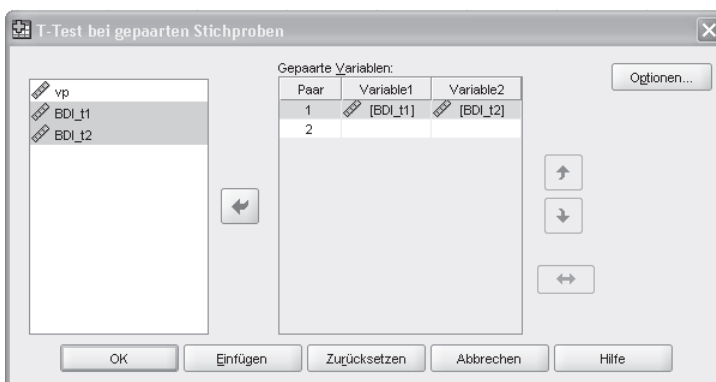 T-Test bei gepaarten Stichproben
vp
BDI_t1
BDI_t2
Gepaarte Variablen:
Paar Variable1 Variable2
1 [BDI_t1] [BDI_t2]
2
Optionen...
OK Einfügen Zurücksetzen Abbrechen Hilfe